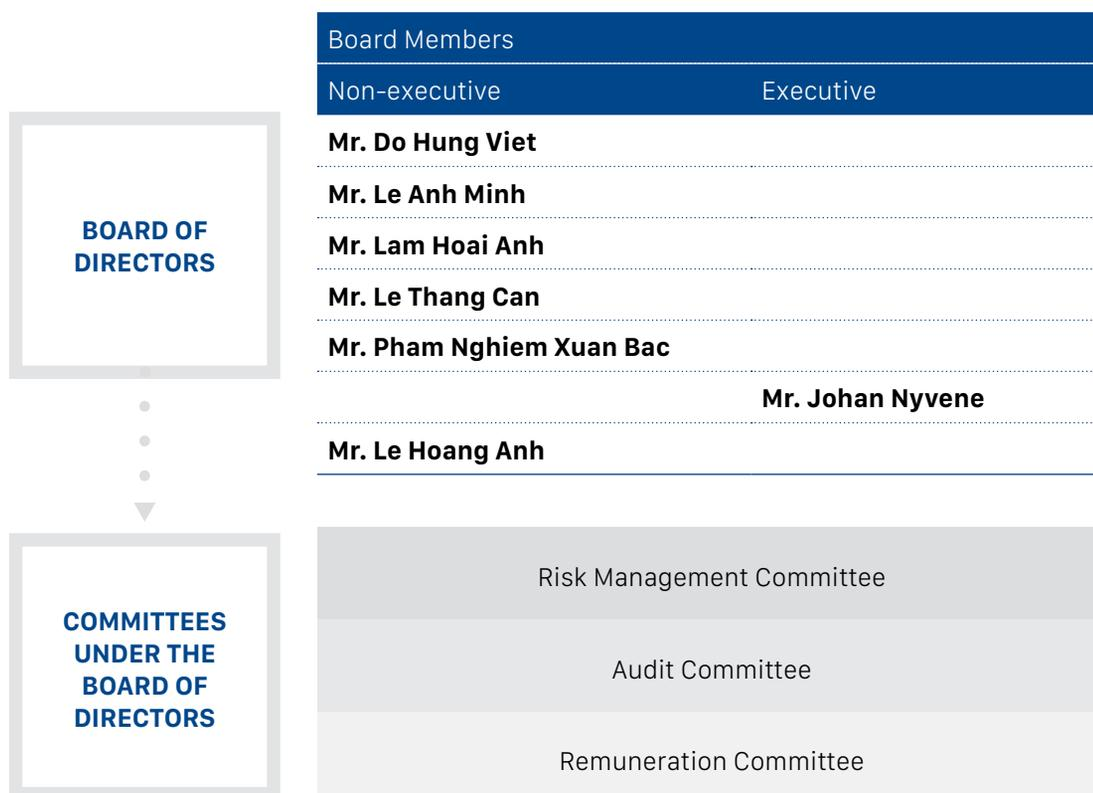 Board Members
Non-executive Executive
BOARD OF
DIRECTORS
Mr. Do Hung Viet
Mr. Le Anh Minh
Mr. Lam Hoai Anh
Mr. Le Thang Can
Mr. Pham Nghiem Xuan Bac
Mr. Johan Nyvene
Mr. Le Hoang Anh
COMMITTEES
UNDER THE
BOARD OF
DIRECTORS
Risk Management Committee
Audit Committee
Remuneration Committee